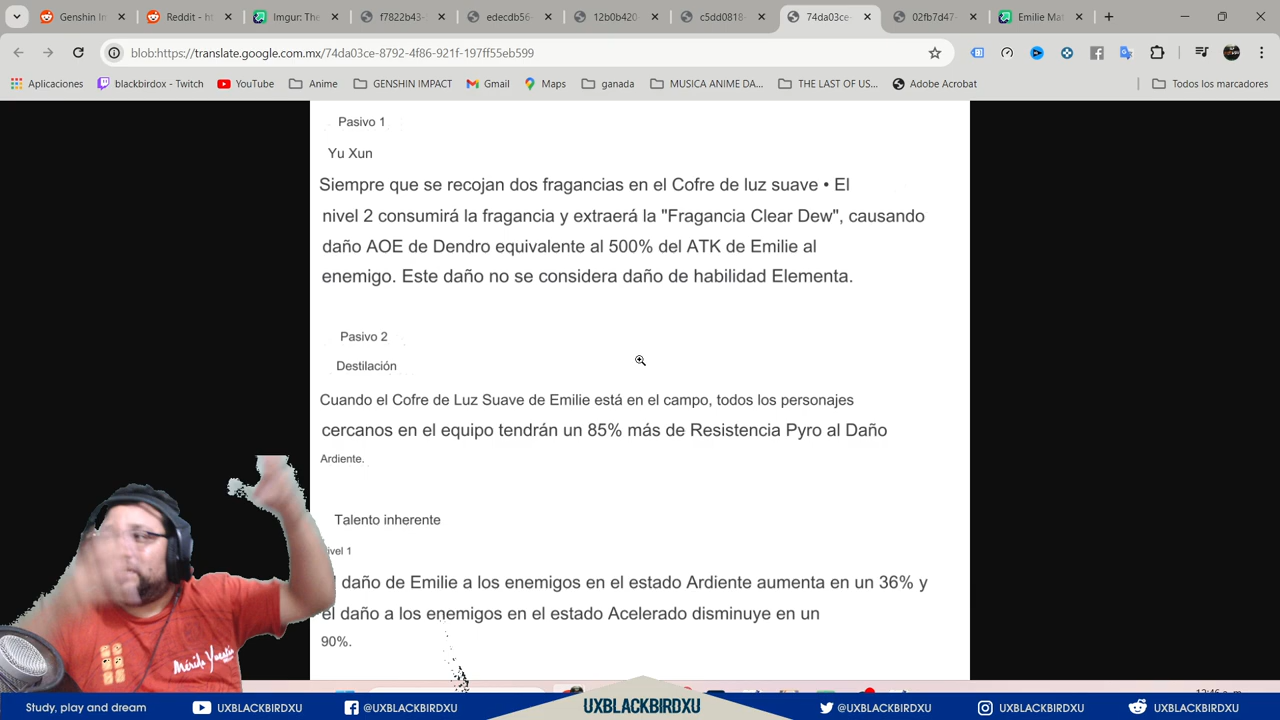 Genshin In
Reddit - ht
Imgur: The
f7822b43-
edecdb56-
12b0b420
c5dd0818-
74da03ce-
02fb7d47-
Emilie Mat
blob:https://translate.google.com.mx/74da03ce-8792-4f86-921f-197ff55eb599
Aplicaciones
blackbirdox - Twitch
YouTube
Anime
GENSHIN IMPACT
Gmail
Maps
ganada
MUSICA ANIME DA...
THE LAST OF US...
Adobe Acrobat
Todos los marcadores
Pasivo 1
Yu Xun
Siempre que se recojan dos fragancias en el Cofre de luz suave • El
nivel 2 consumirá la fragancia y extraerá la "Fragancia Clear Dew", causando
daño AOE de Dendro equivalente al 500% del ATK de Emilie al
enemigo. Este daño no se considera daño de habilidad Elementa.
Pasivo 2
Destilación
Cuando el Cofre de Luz Suave de Emilie está en el campo, todos los personajes
cercanos en el equipo tendrán un 85% más de Resistencia Pyro al Daño
Ardiente.
Talento inherente
ivel 1
daño de Emilie a los enemigos en el estado Ardiente aumenta en un 36% y
el daño a los enemigos en el estado Acelerado disminuye en un
90%.
Mérida Yucatán
Study, play and dream
UXBLACKBIRDXU
@UXBLACKBIRDXU
UXBLACKBIRDXU
@UXBLACKBIRDXU
UXBLACKBIRDXU
UXBLACKBIRDXU